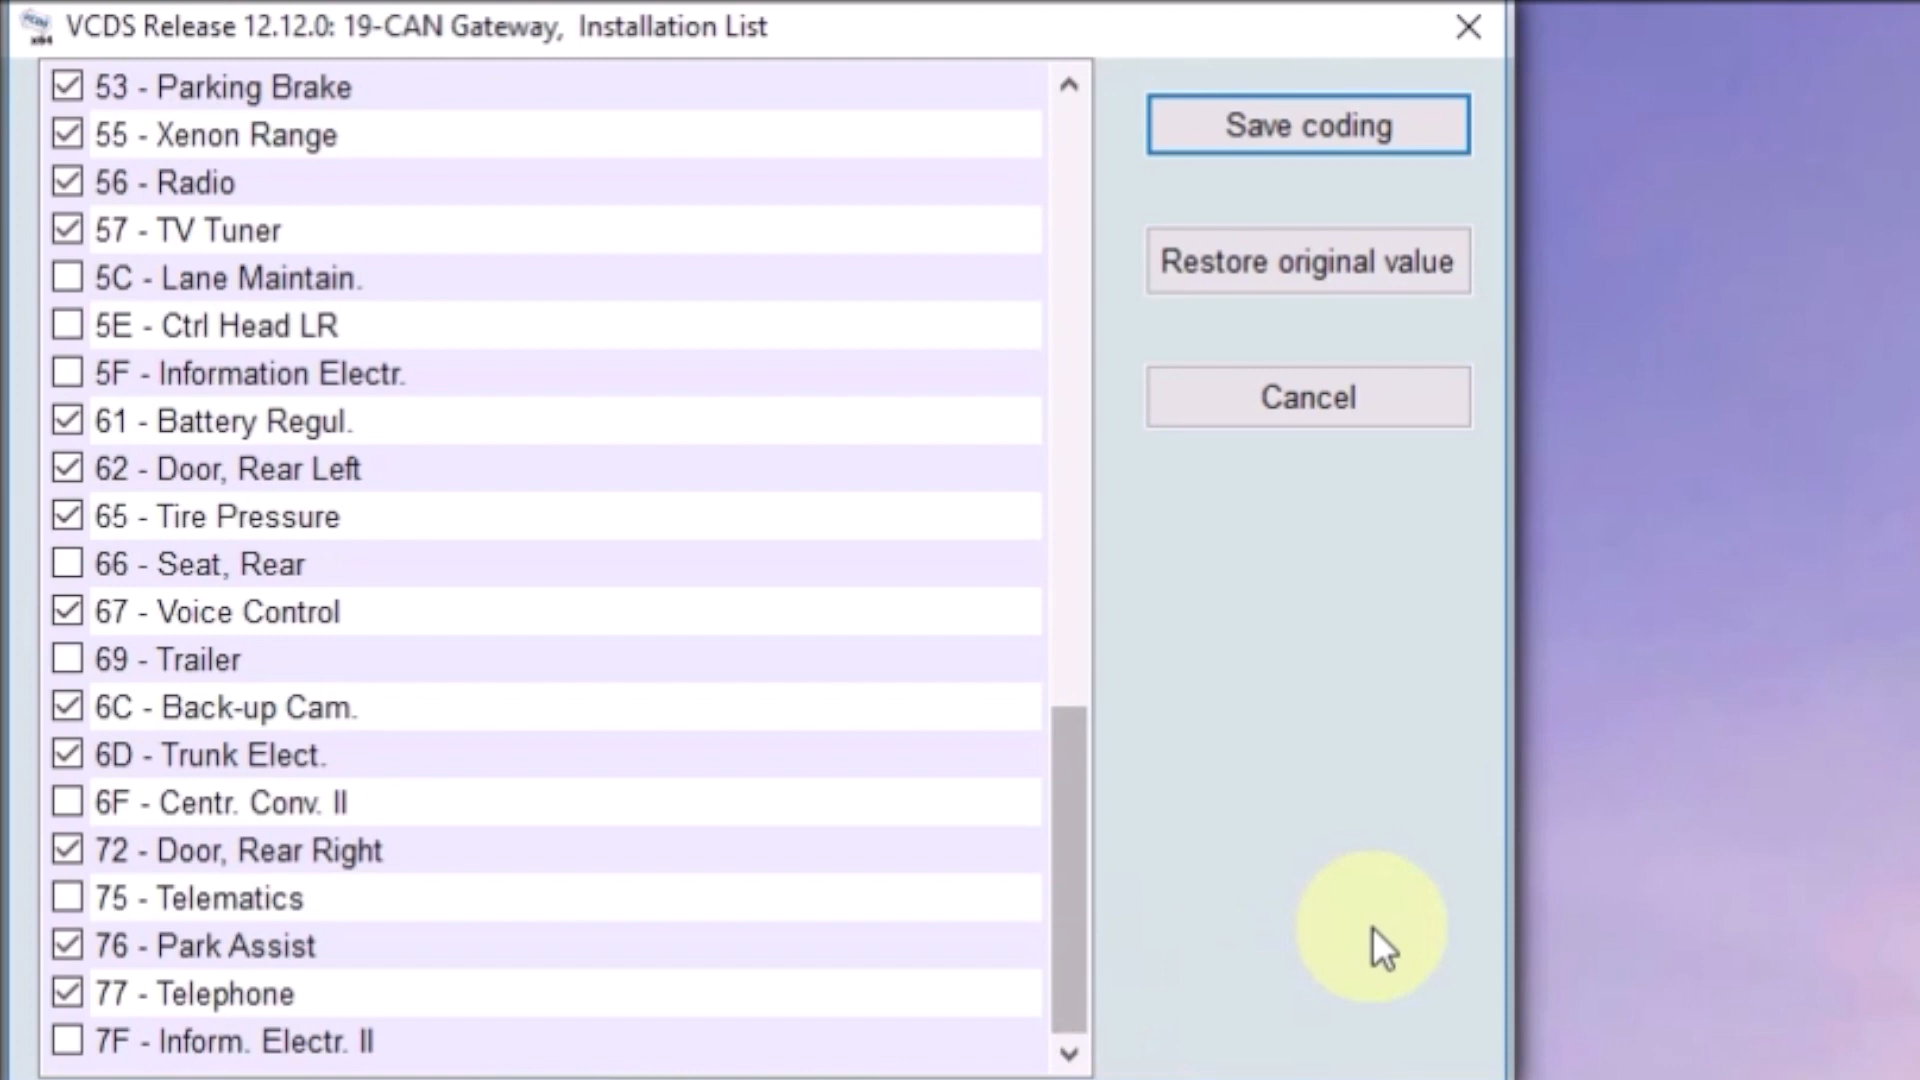 VCDS Release 12.12.0: 19-CAN Gateway, Installation List
53 - Parking Brake
55 - Xenon Range
56 - Radio
57 - TV Tuner
5C - Lane Maintain.
5E - Ctrl Head LR
5F - Information Electr.
61 - Battery Regul.
62 - Door, Rear Left
65 - Tire Pressure
66 - Seat, Rear
67 - Voice Control
69 - Trailer
6C - Back-up Cam.
6D - Trunk Elect.
6F - Centr. Conv. II
72 - Door, Rear Right
75 - Telematics
76 - Park Assist
77 - Telephone
7F - Inform. Electr. II
Save coding
Restore original value
Cancel